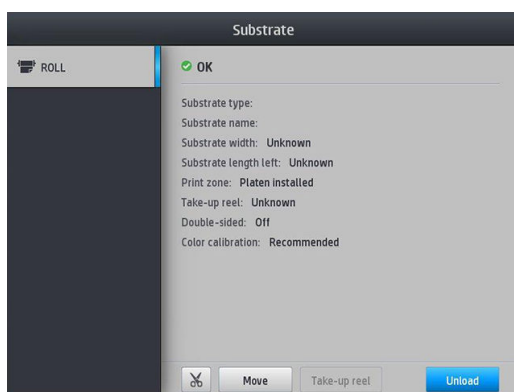 Substrate
ROLL
OK
Substrate type:
Substrate name:
Substrate width: Unknown
Substrate length left: Unknown
Print zone: Platen installed
Take-up reel: Unknown
Double-sided: Off
Color calibration: Recommended
Move
Take-up reel
Unload